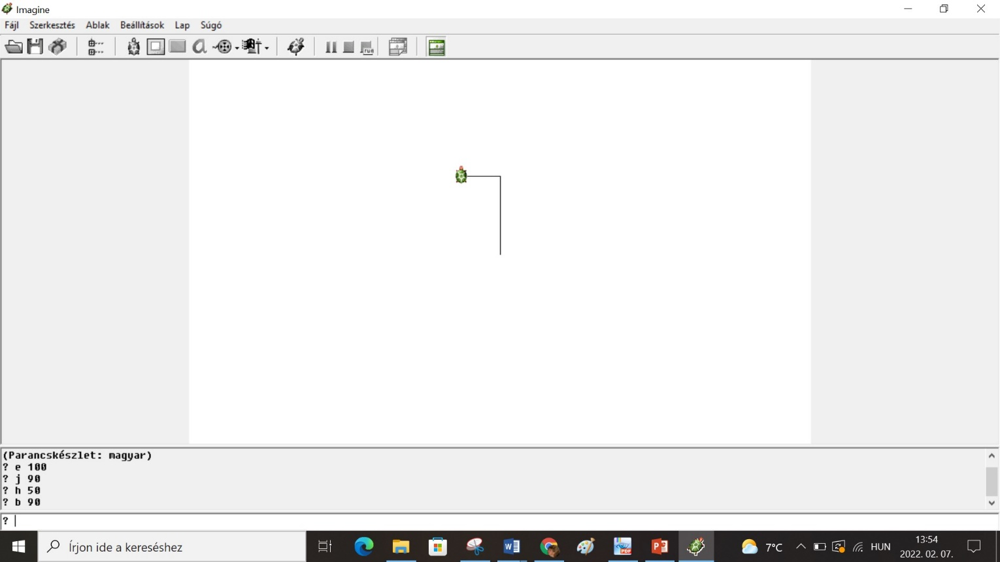 Imagine
Fájl Szerkesztés Ablak Beállítások Lap Súgó
run
(Parancskészlet: magyar)
? e 100
? j 90
? h 50
? b 90
?
Írjon ide a kereséshez
7°C
HUN
13:54
2022. 02. 07.